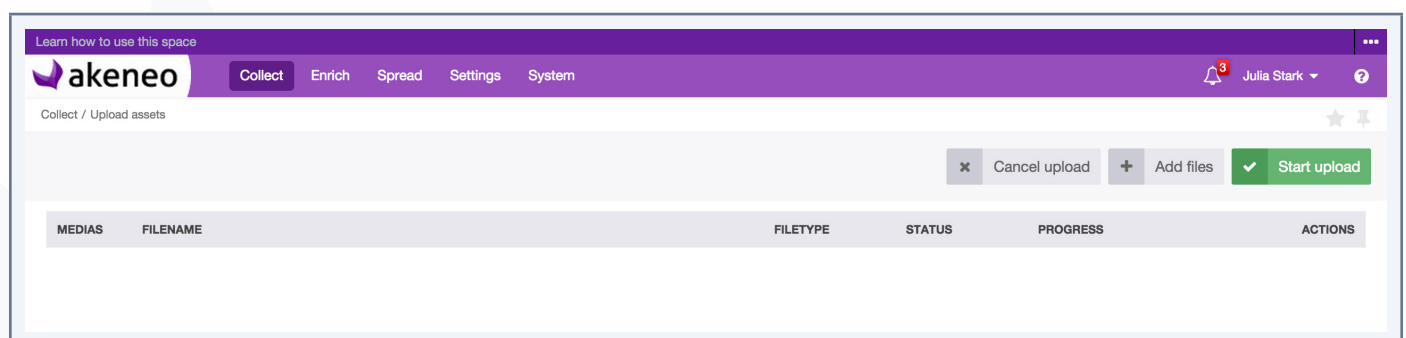 Learn how to use this space
akeneo Collect Enrich Spread Settings System 3 Julia Stark ?
Collect / Upload assets
Cancel upload Add files Start upload
MEDIAS FILENAME FILETYPE STATUS PROGRESS ACTIONS